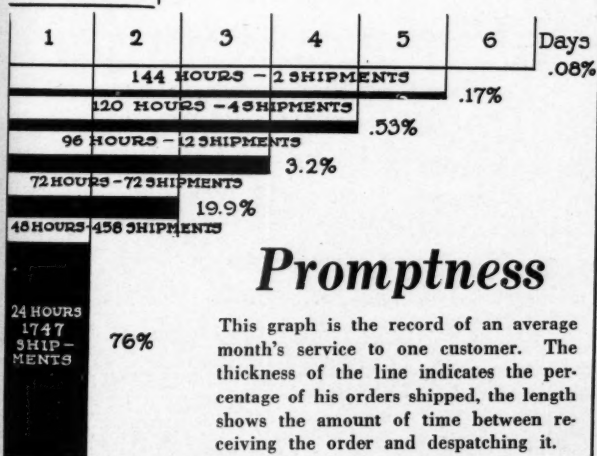 1 2 3 4 5 6 Days
144 HOURS – 2 SHIPMENTS .08%
.17%
120 HOURS – 4 SHIPMENTS
.53%
96 HOURS – 12 SHIPMENTS
3.2%
72 HOURS – 72 SHIPMENTS
19.9%
48 HOURS – 458 SHIPMENTS
Promptness
24 HOURS
1747
SHIP–
MENTS
76%
This graph is the record of an average
month's service to one customer. The
thickness of the line indicates the per-
centage of his orders shipped, the length
shows the amount of time between re-
ceiving the order and despatching it.